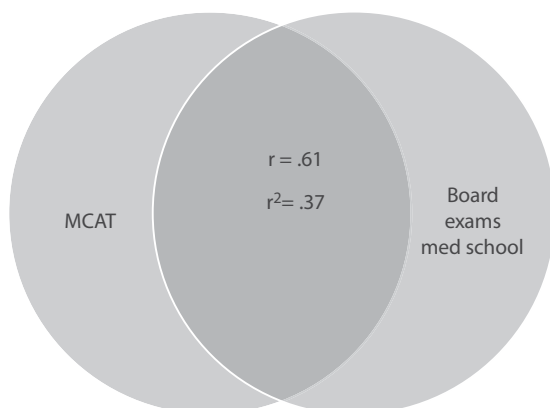 r = .61
r²= .37
MCAT
Board
exams
med school